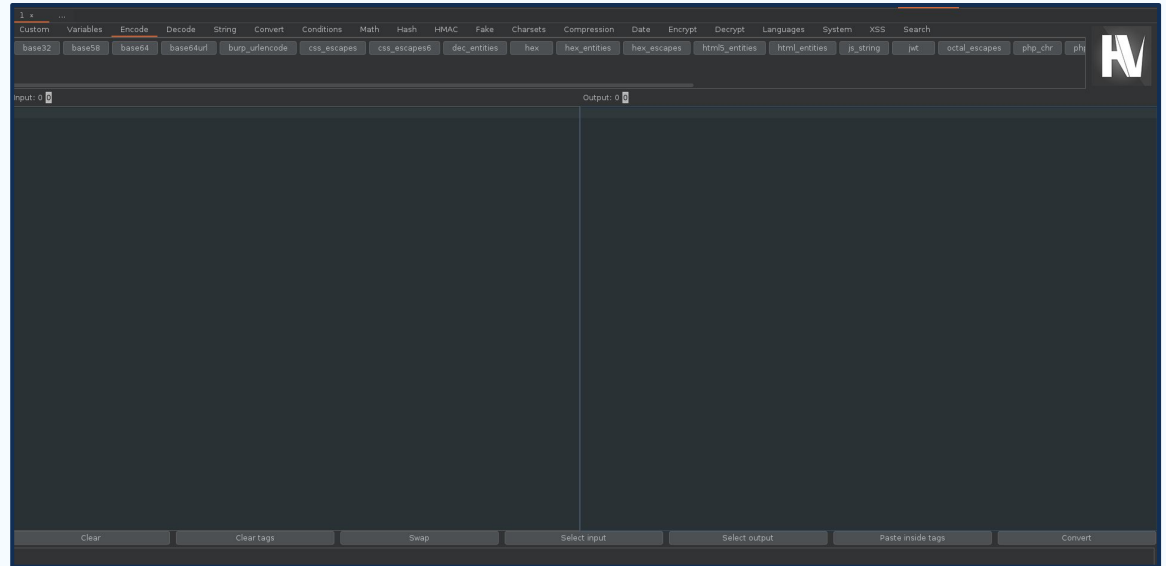 1 x ...
Custom Variables Encode Decode String Convert Conditions Math Hash HMAC Fake Charsets Compression Date Encrypt Decrypt Languages System XSS Search
base32 base58 base64 base64url burp_urlencode css_escapes css_escapes6 dec_entities hex hex_entities hex_escapes html5_entities html_entities js_string jwt octal_escapes php_chr php
HV
Input: 0 0 Output: 0 0
Clear Clear tags Swap Select input Select output Paste inside tags Convert